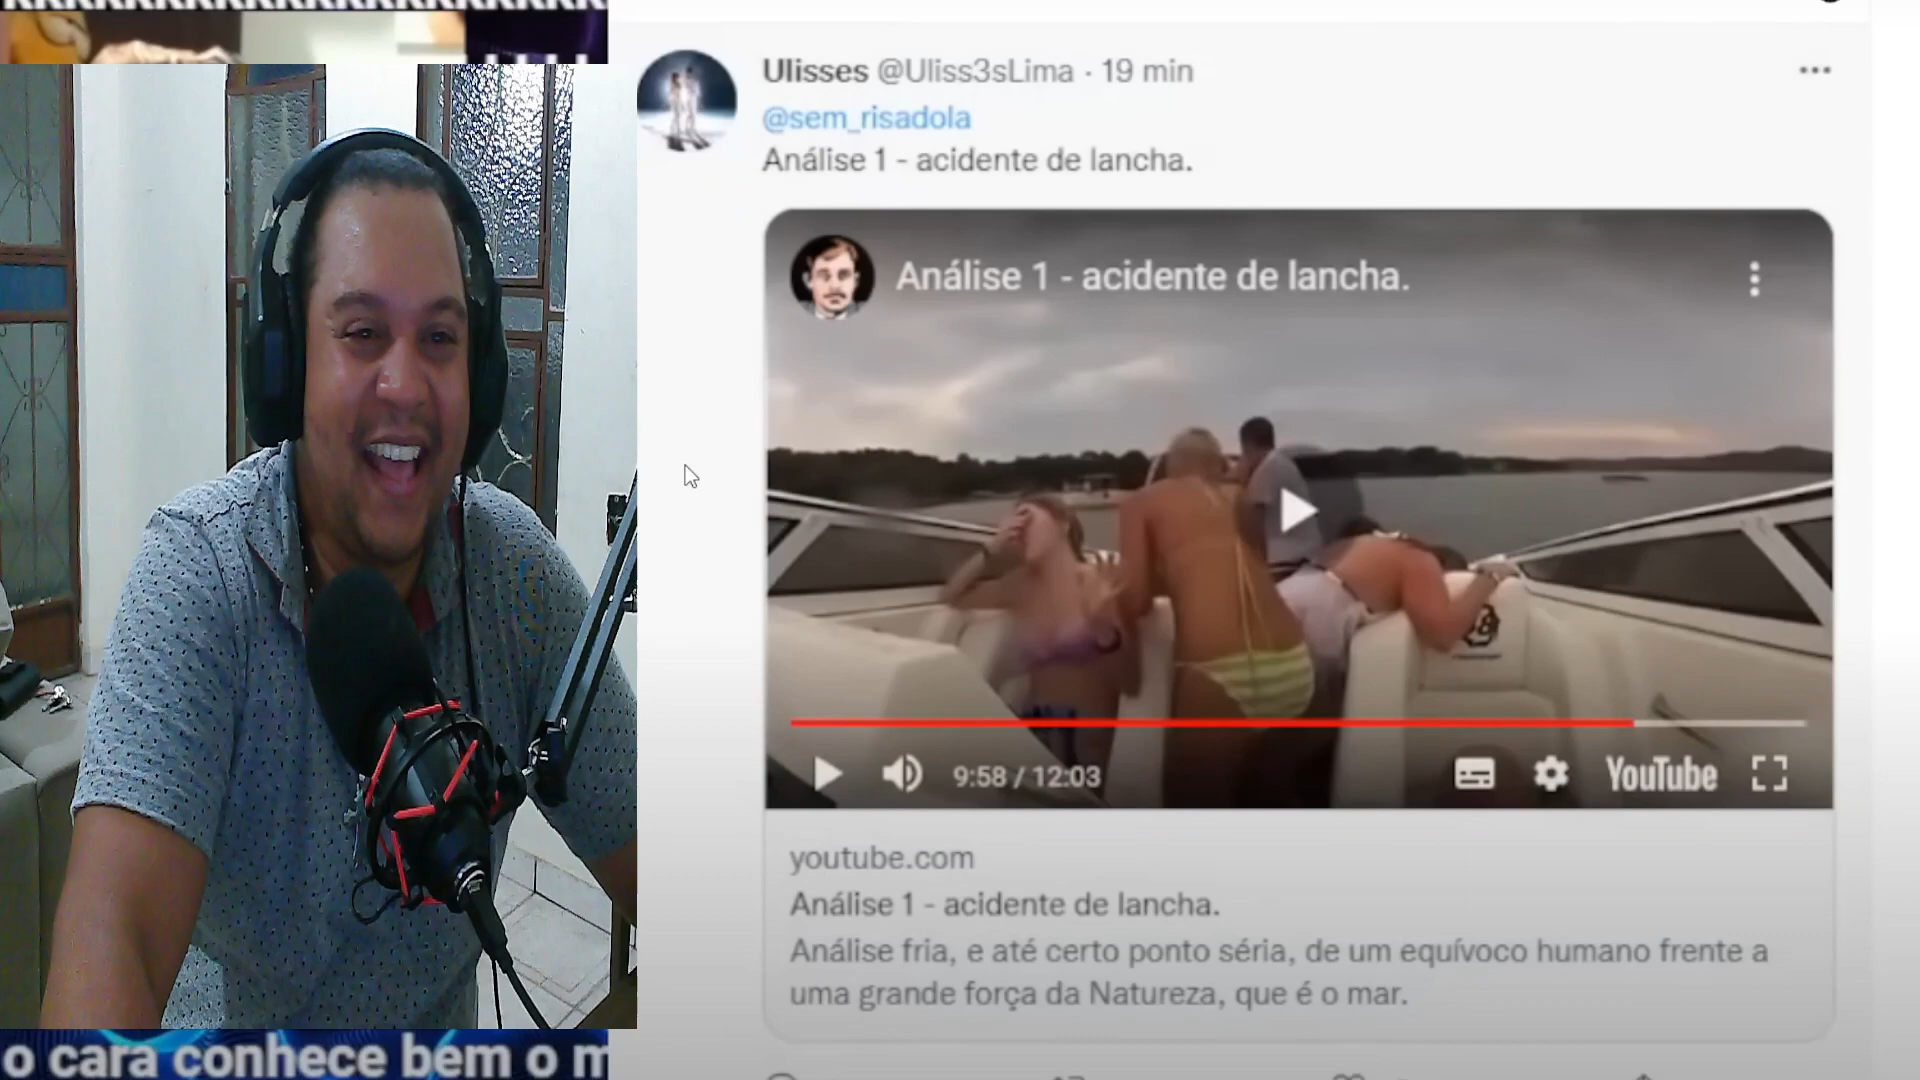 Ulisses @Uliss3sLima · 19 min
@sem_risadola
Análise 1 - acidente de lancha.
Análise 1 - acidente de lancha.
9:58 / 12:03
YouTube
youtube.com
Análise 1 - acidente de lancha.
Análise fria, e até certo ponto séria, de um equívoco humano frente a
uma grande força da Natureza, que é o mar.
o cara conhece bem o